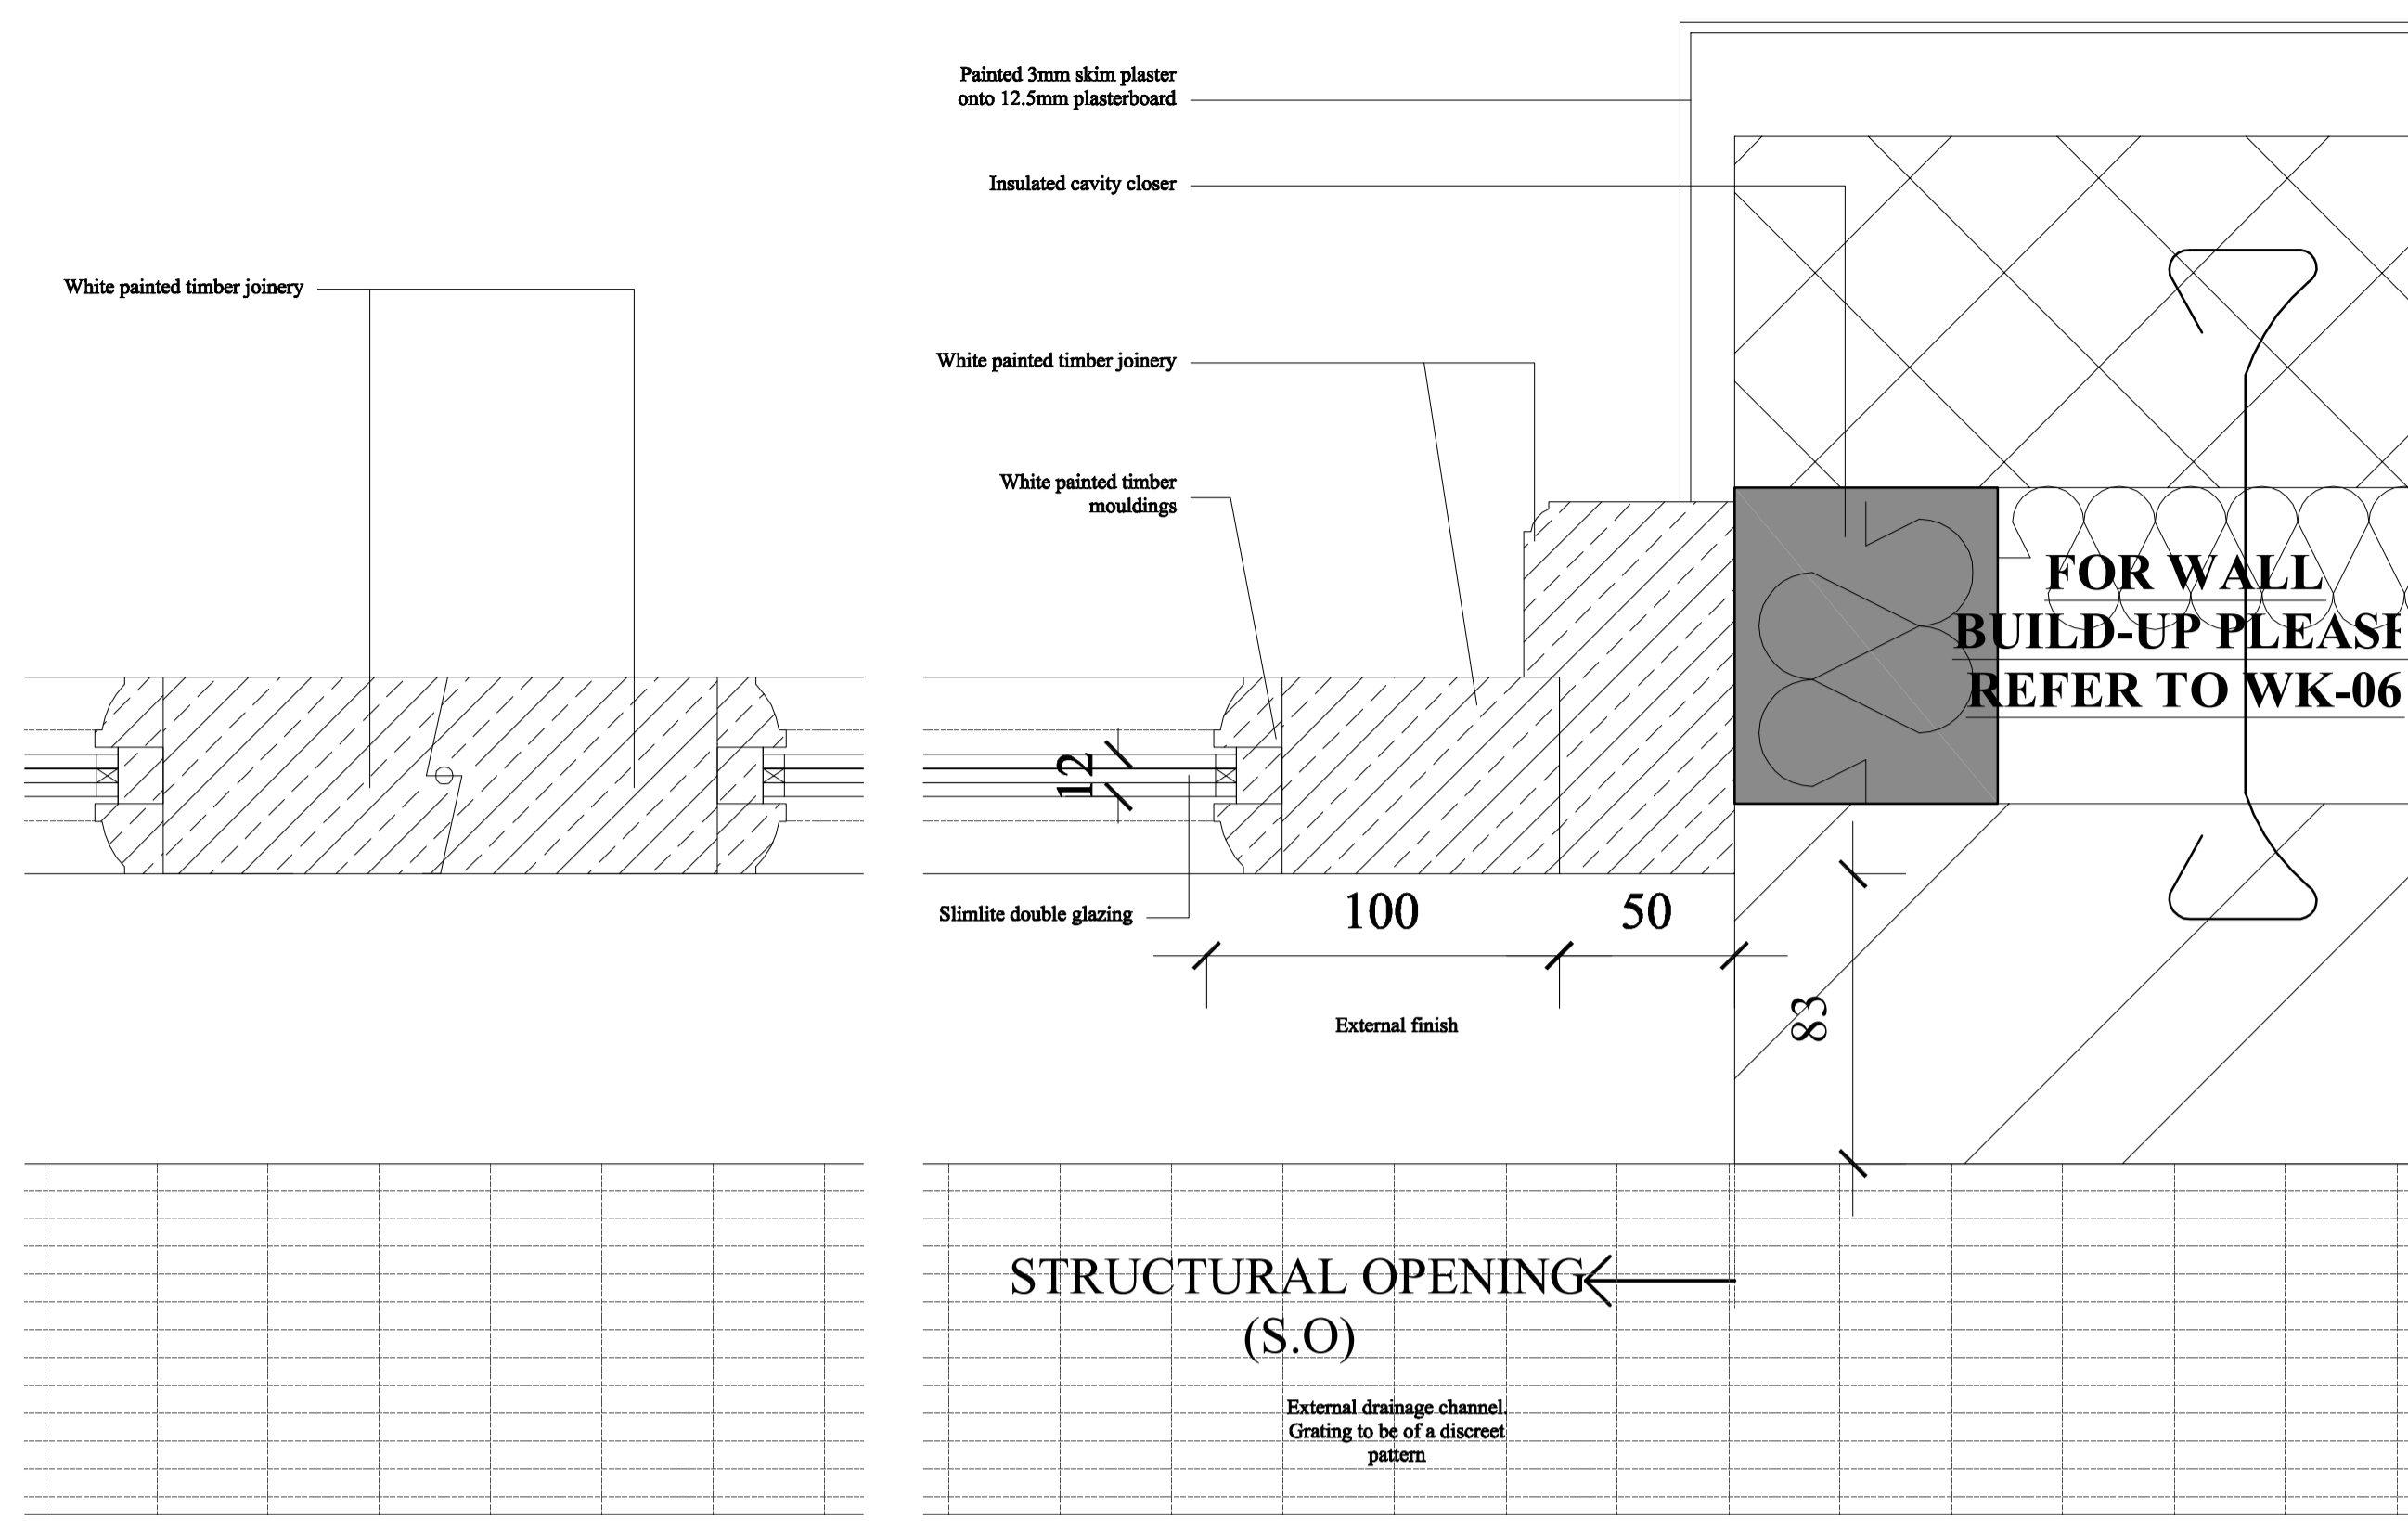 Painted 3mm skim plaster
onto 12.5mm plasterboard
Insulated cavity closer
White painted timber joinery
White painted timber joinery
White painted timber
mouldings
FOR WALL
BUILD-UP PLEASE
REFER TO WK-06
12
Slimlite double glazing
100
50
External finish
83
STRUCTURAL OPENING
(S.O)
External drainage channel.
Grating to be of a discreet
pattern